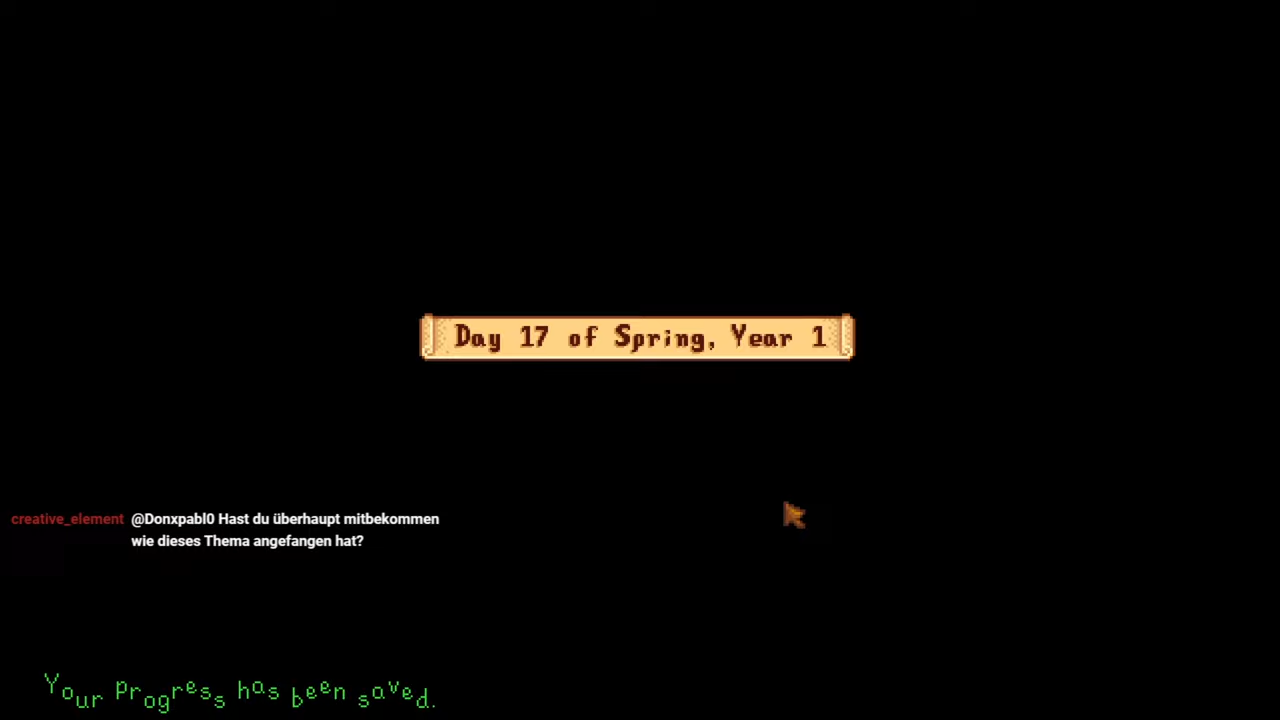 Day 17 of Spring, Year 1
creative_element @Donxpabl0 Hast du überhaupt mitbekommen
wie dieses Thema angefangen hat?
Your progress has been saved.